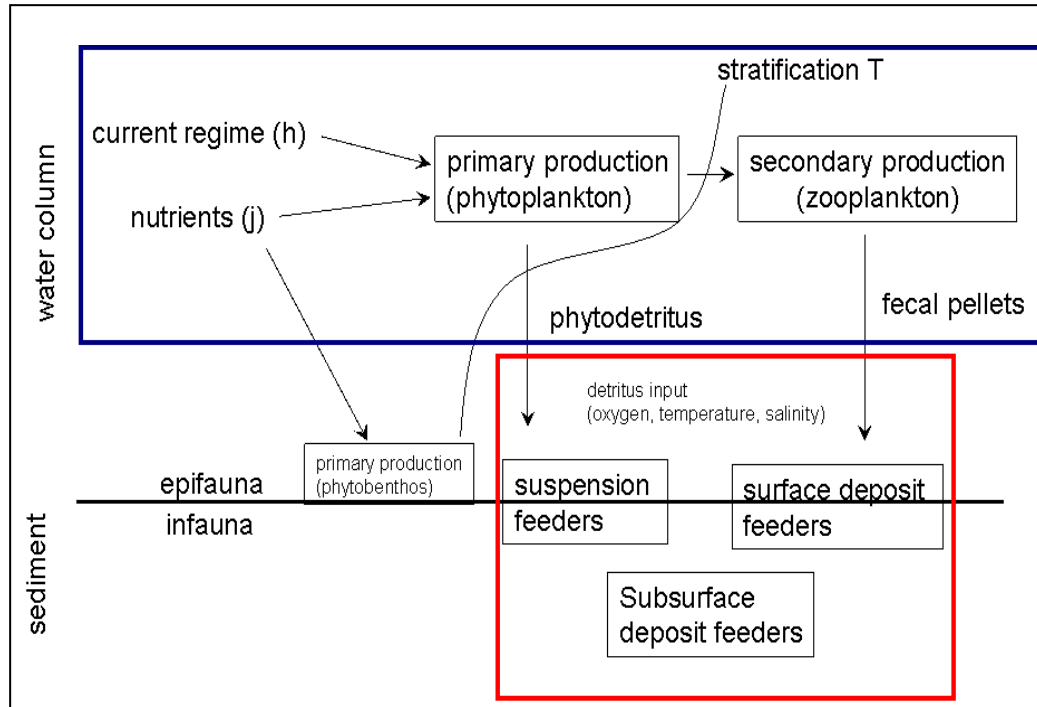 stratification T
current regime (h)
primary production
(phytoplankton)
secondary production
(zooplankton)
nutrients (j)
water column
phytodetritus
fecal pellets
detritus input
(oxygen, temperature, salinity)
primary production
(phytobenthos)
epifauna
infauna
suspension
feeders
surface deposit
feeders
sediment
Subsurface
deposit feeders